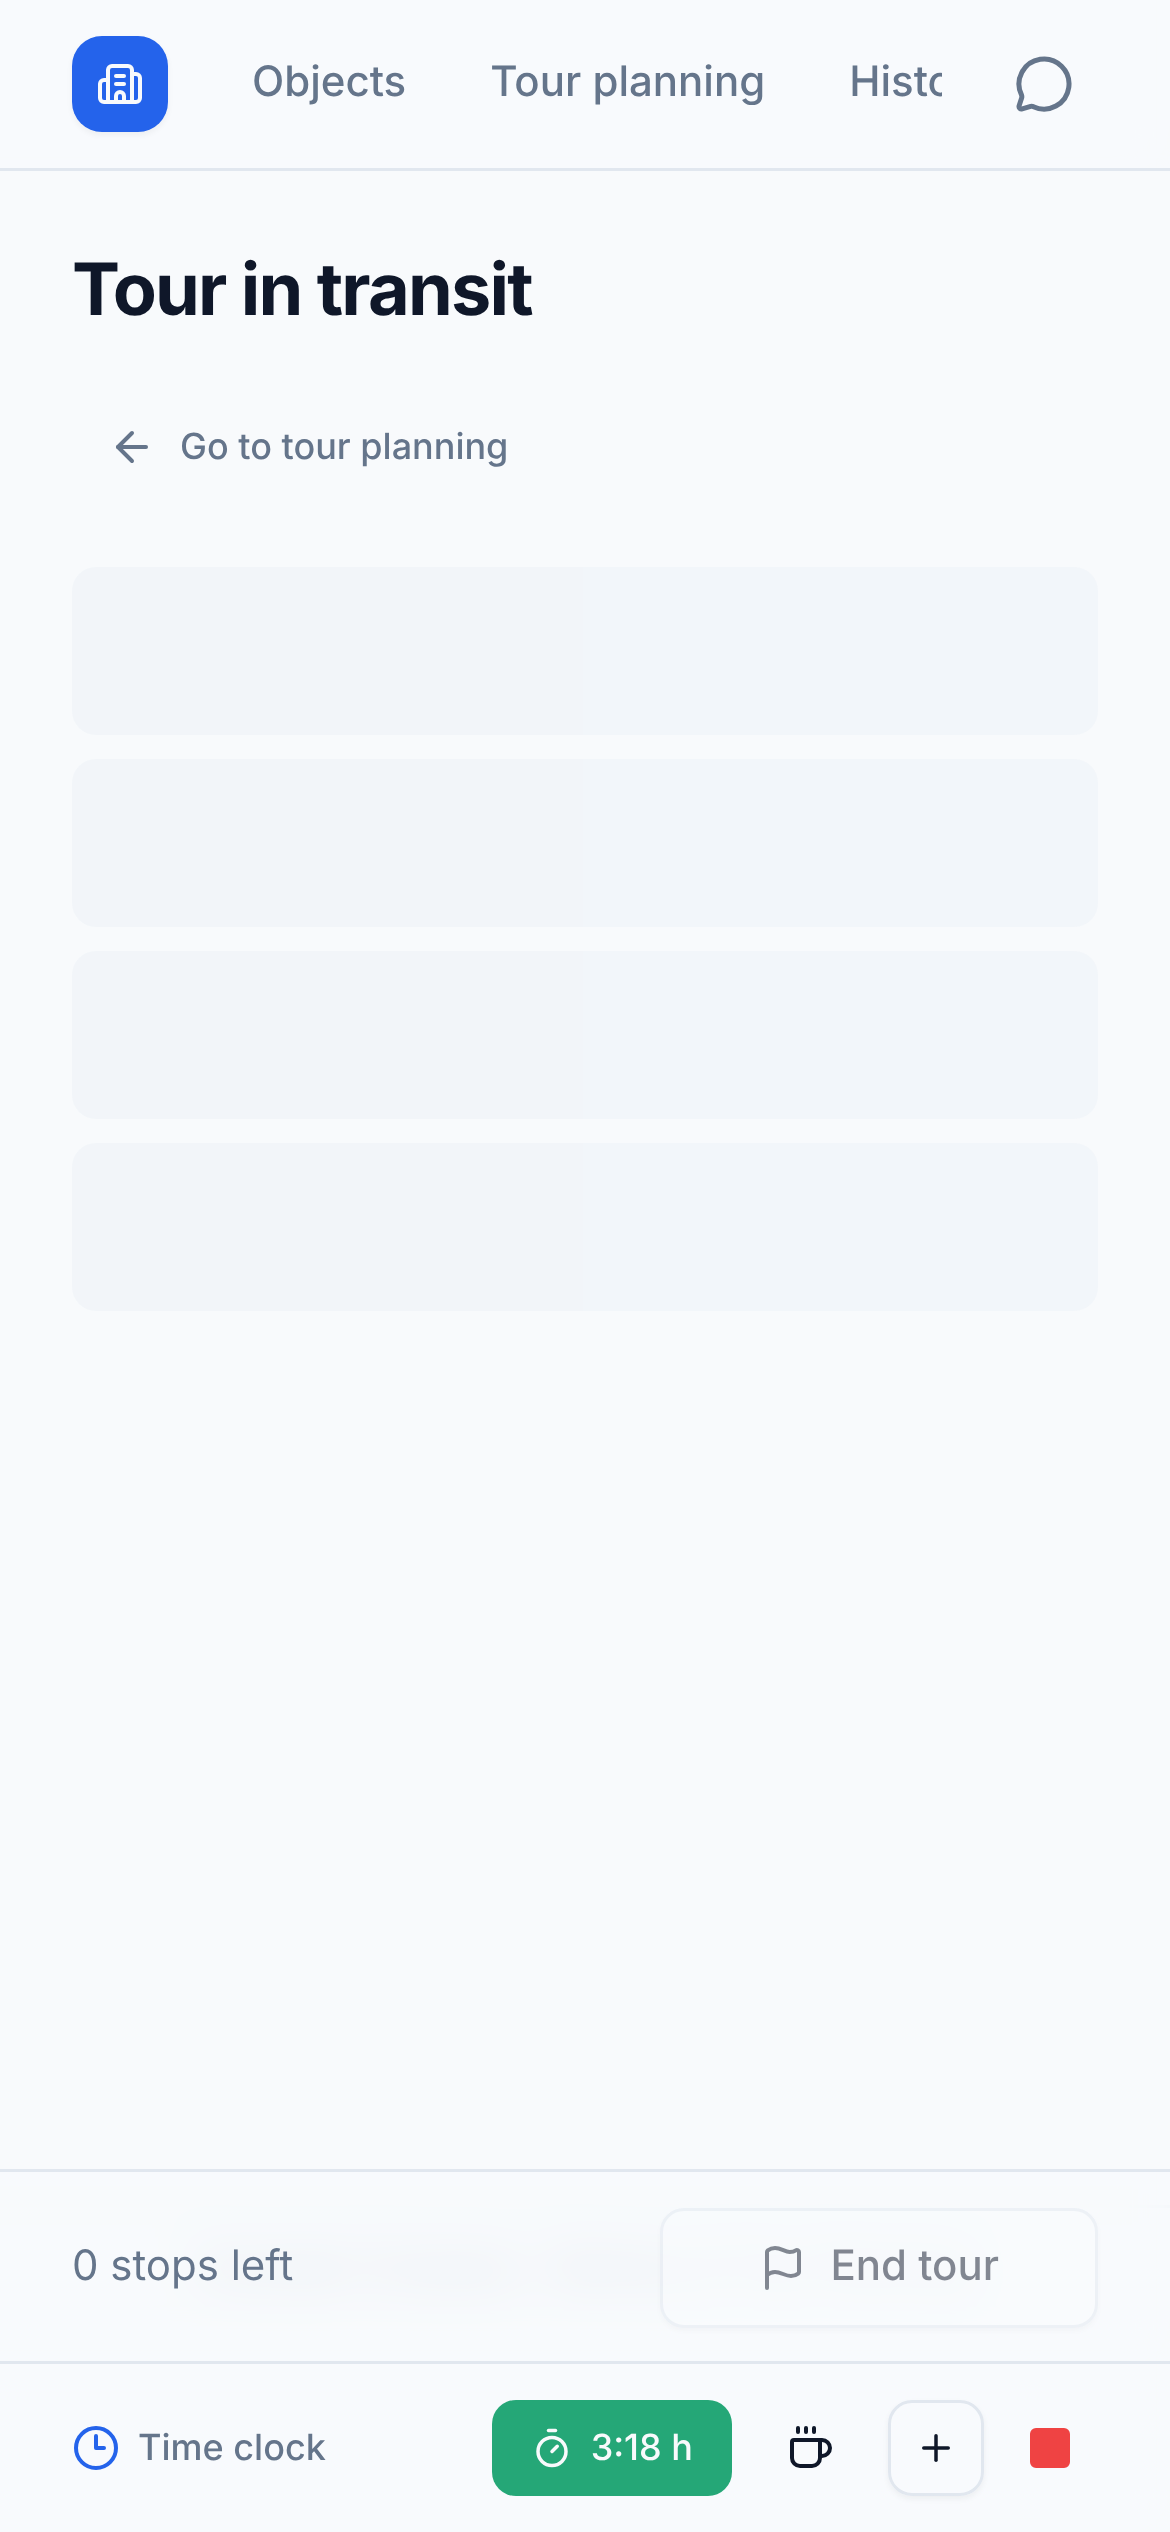 Objects
Tour planning
Histo
Tour in transit
Go to tour planning
0 stops left
End tour
Time clock
3:18 h